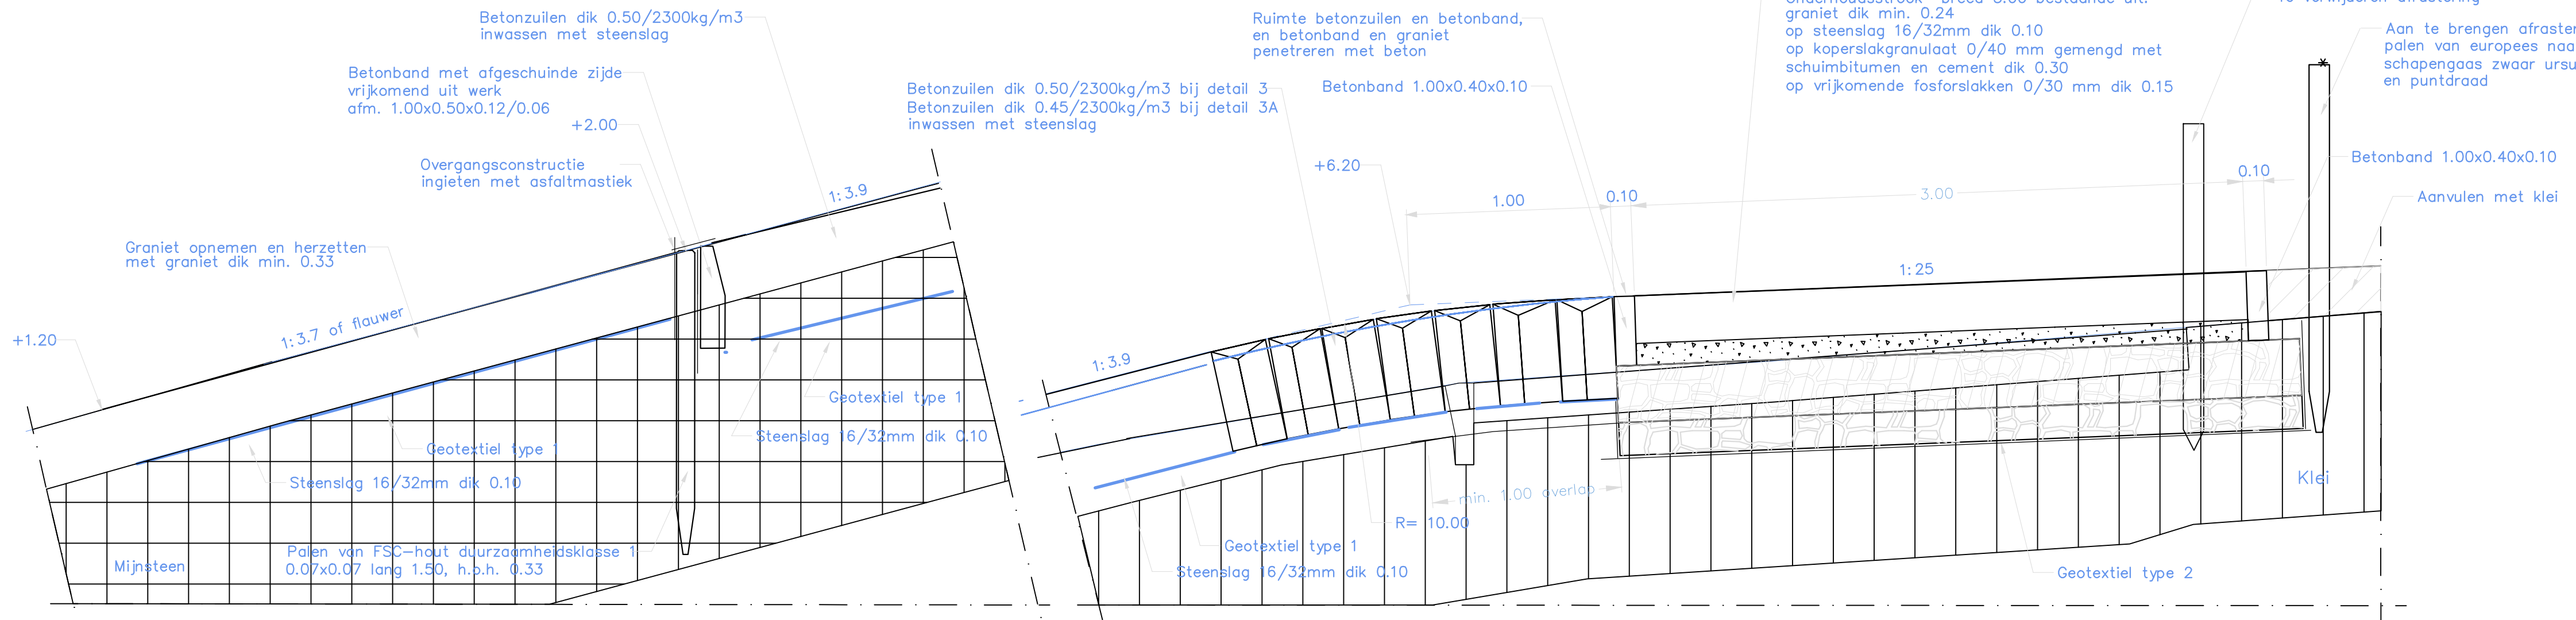 Betonzuilen dik 0.50/2300kg/m3
inwassen met steenslag
Betonband met afgeschuinde zijde
vrijkomend uit werk
afm. 1.00x0.50x0.12/0.06
+2.00
Overgangsconstructie
ingieten met asfaltmastiek
Graniet opnemen en herzetten
met graniet dik min. 0.33
+1.20
1:3.7 of flauwer
1:3.9
Geotextiel type 1
Steenslag 16/32mm dik 0.10
Geotextiel type 1
Steenslag 16/32mm dik 0.10
Palen van FSC-hout duurzaamheidsklasse 1
0.07x0.07 lang 1.50, h.o.h. 0.33
Mijnsteen
Ruimte betonzuilen en betonband,
en betonband en graniet
penetreren met beton
Betonzuilen dik 0.50/2300kg/m3 bij detail 3
Betonzuilen dik 0.45/2300kg/m3 bij detail 3A
inwassen met steenslag
Betonband 1.00x0.40x0.10
+6.20
1.00
0.10
3.00
0.10
1:3.9
1:25
graniet dik min. 0.24
op steenslag 16/32mm dik 0.10
op koperslakgranulaat 0/40 mm gemengd met
schuimbitumen en cement dik 0.30
op vrijkomende fosforslakken 0/30 mm dik 0.15
palen van europees
schapengaas zwaar
en puntdraad
Betonband 1.00x0.40x0.10
Aanvulen met klei
Klei
min. 1.00 overlap
R= 10.00
Geotextiel type 1
Steenslag 16/32mm dik 0.10
Geotextiel type 2